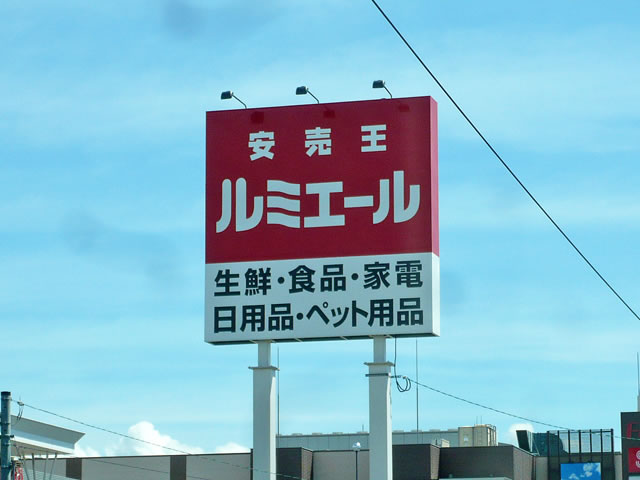 安売王
ルミエール
生鮮・食品・家電
日用品・ペット用品